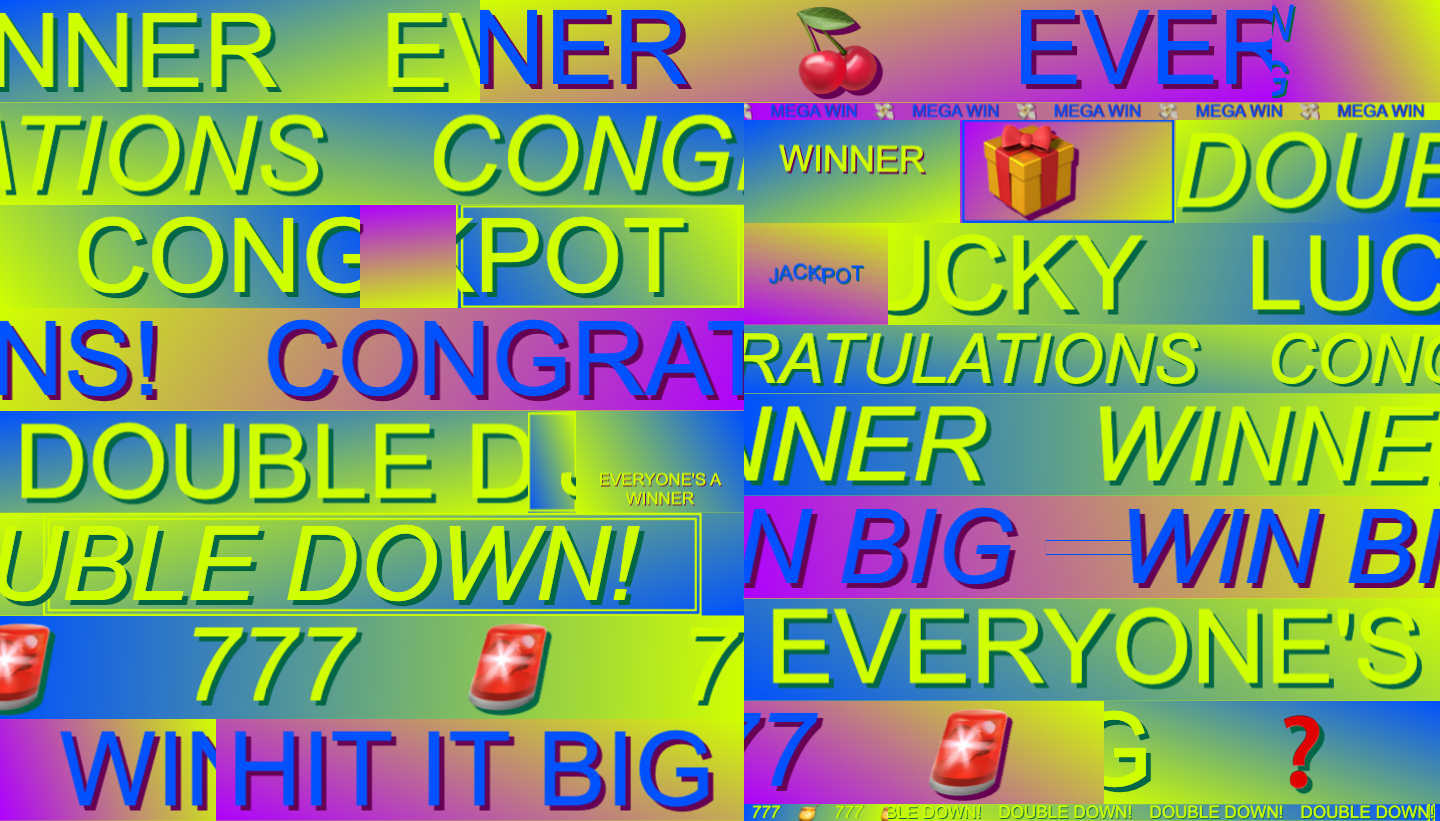 NNER EV
NER EVER
ATIONS CONG
MEGA WIN MEGA WIN MEGA WIN MEGA WIN MEGA WIN
WINNER
DOUB
CONG
KPOT
JACKPOT
UCKY LUC
NS! CONGRAT
RATULATIONS CONG
NNER WINNE
DOUBLE D
EVERYONE'S A
WINNER
N BIG WIN BI
UBLE DOWN!
EVERYONE'S
777 7
77
G
WIN
HIT IT BIG
777 777
BLE DOWN! DOUBLE DOWN! DOUBLE DOWN! DOUBLE DOWN!